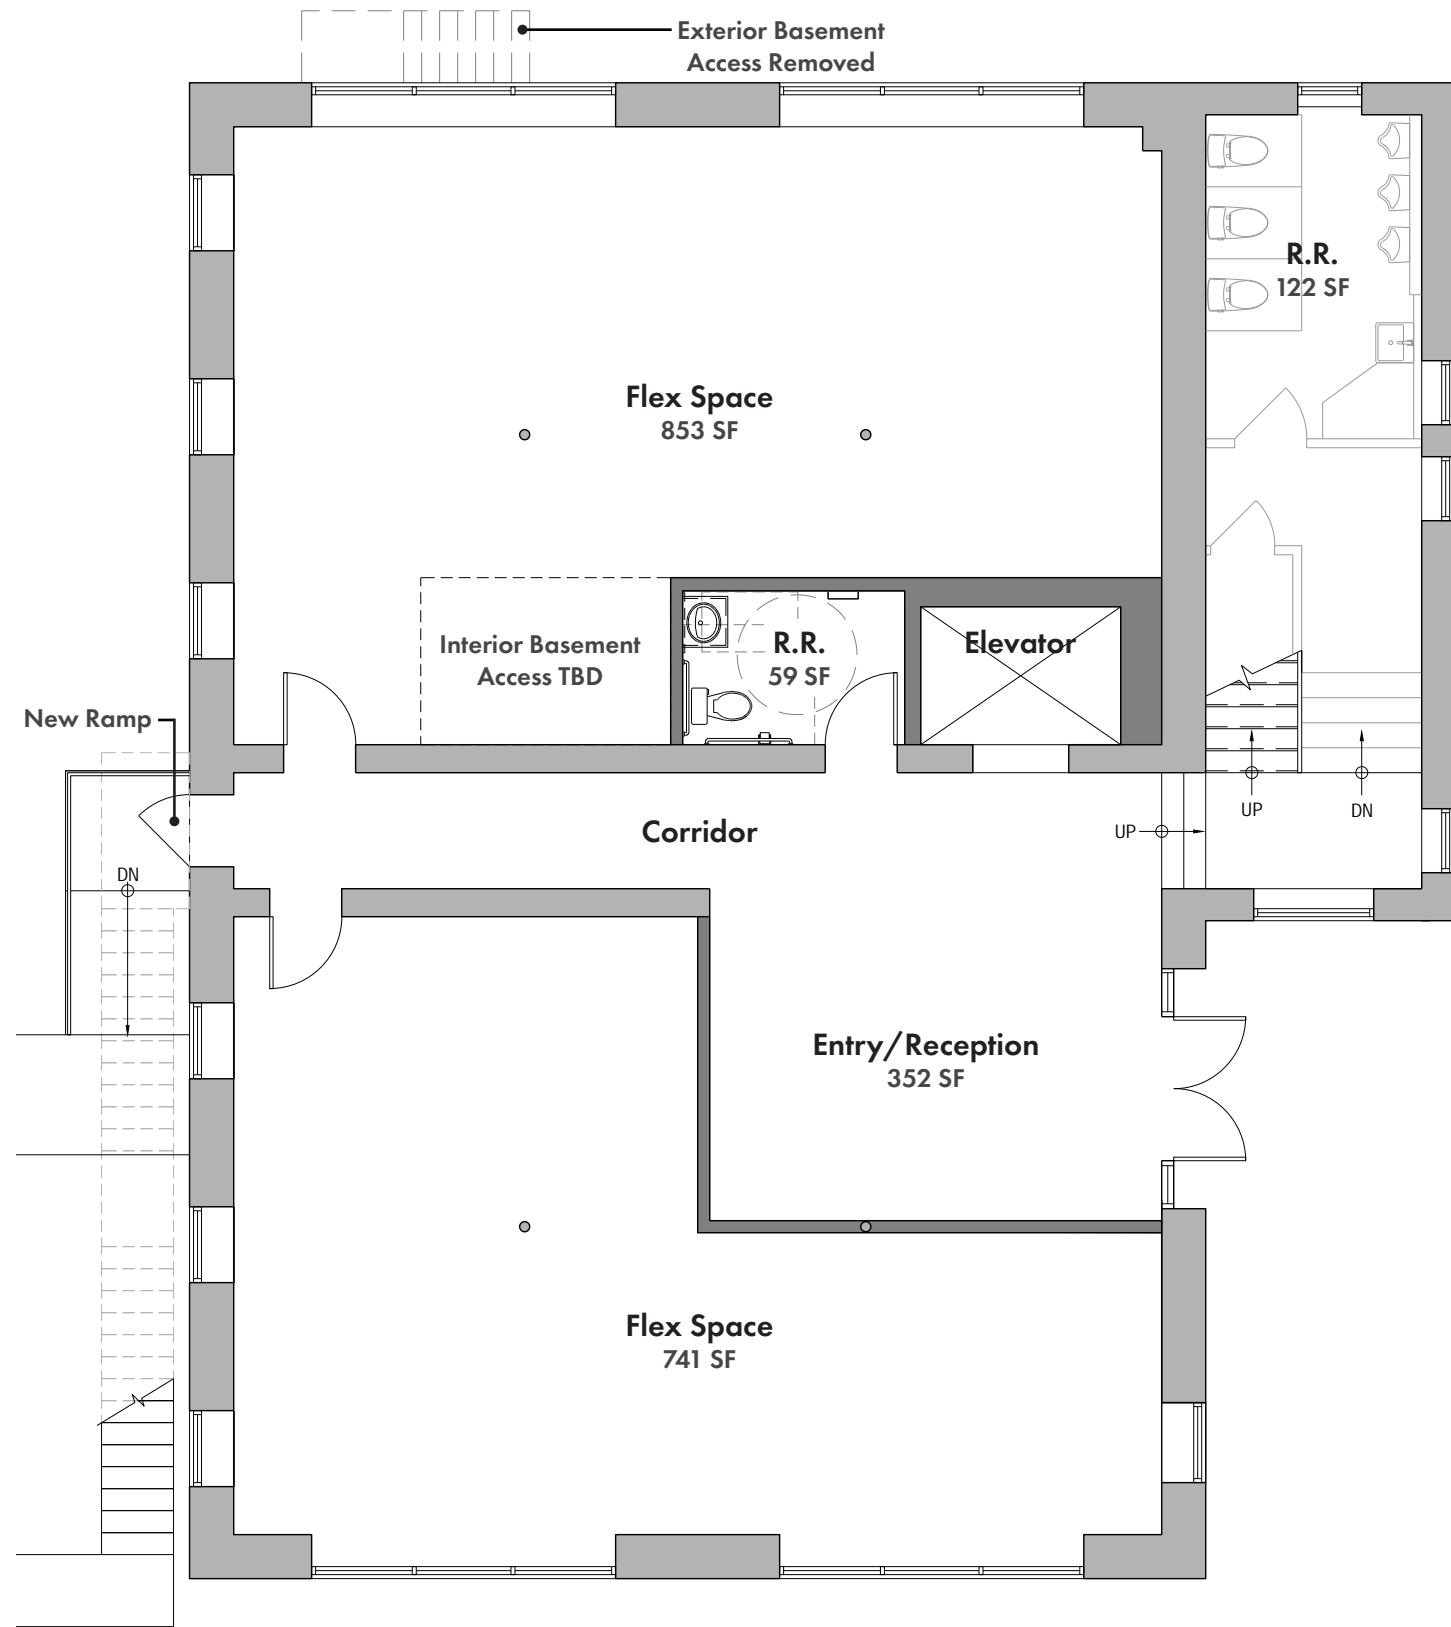 Exterior Basement
Access Removed
R.R.
122 SF
Flex Space
853 SF
Interior Basement
Access TBD
R.R.
59 SF
Elevator
New Ramp
UP
DN
Corridor
UP
DN
Entry/Reception
352 SF
Flex Space
741 SF